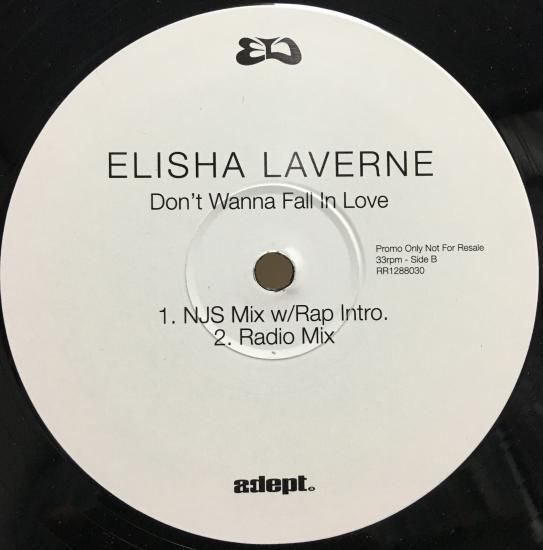 ELISHA LAVERNE
Don't Wanna Fall In Love
Promo Only Not For Resale
33rpm - Side B
RR1288030
1. NJS Mix w/Rap Intro.
2. Radio Mix
adept.